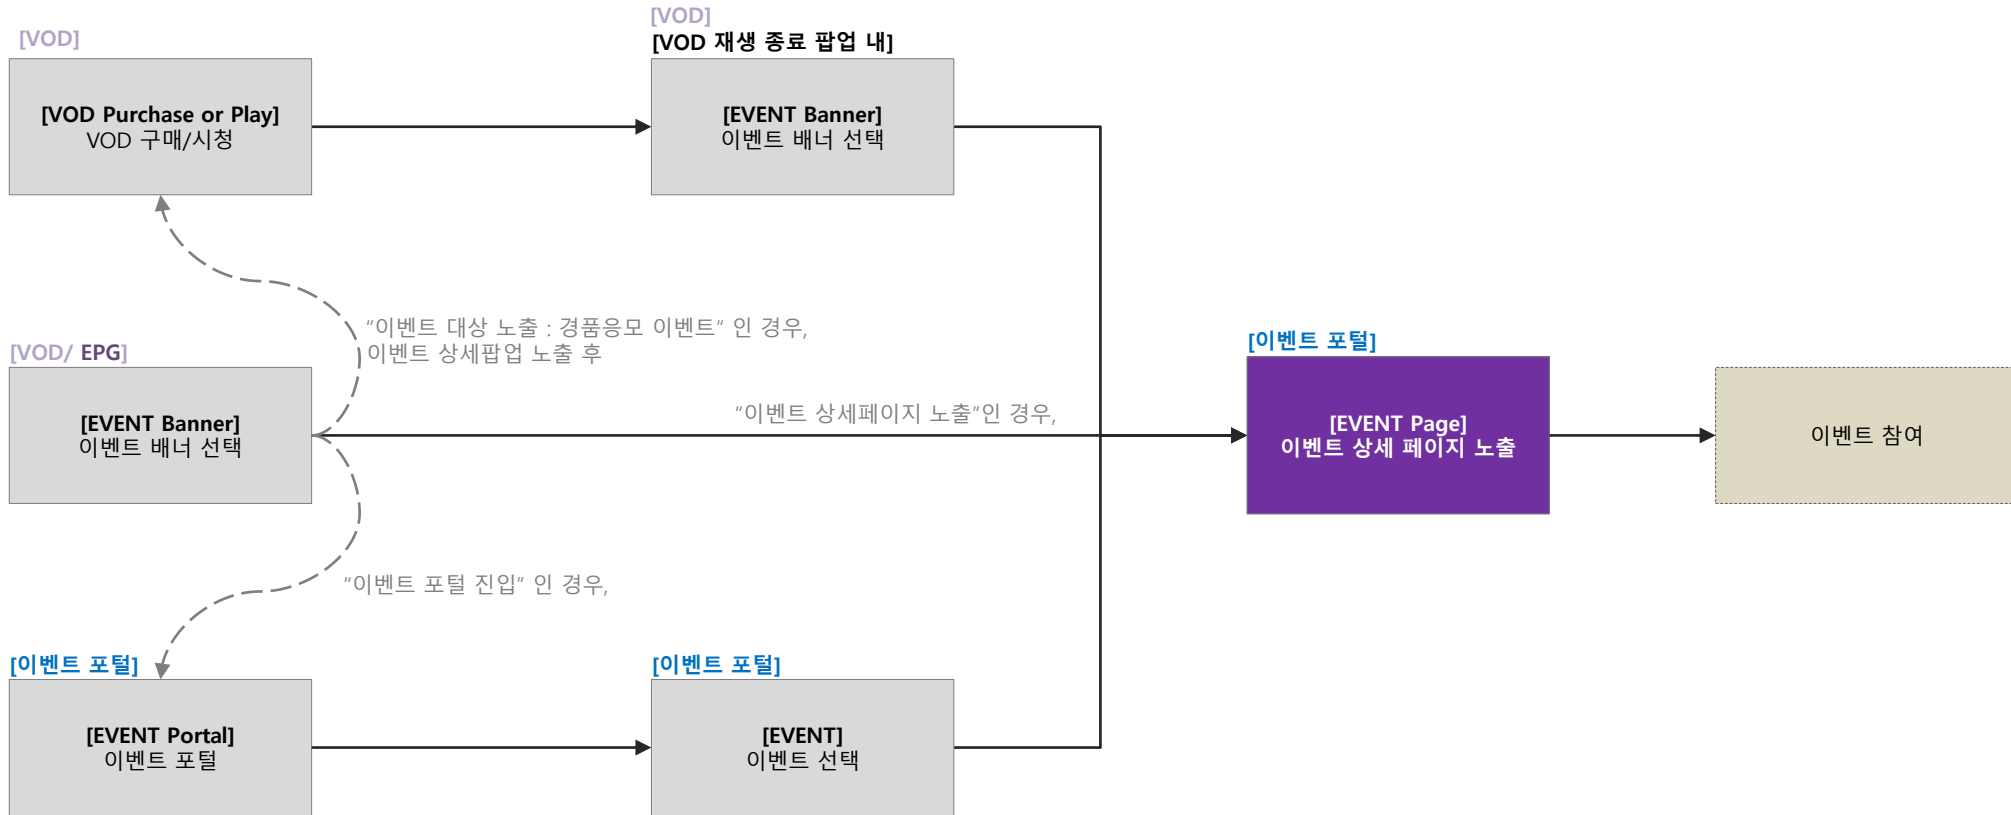 [VOD]
[VOD]
[VOD 재생 종료 팝업 내]
[VOD Purchase or Play]
VOD 구매/시청
[EVENT Banner]
이벤트 배너 선택
“이벤트 대상 노출 : 경품응모 이벤트” 인 경우,
이벤트 상세팝업 노출 후
[VOD/ EPG]
[EVENT Banner]
이벤트 배너 선택
“이벤트 상세페이지 노출”인 경우,
[이벤트 포털]
[EVENT Page]
이벤트 상세 페이지 노출
이벤트 참여
“이벤트 포털 진입” 인 경우,
[이벤트 포털]
[EVENT Portal]
이벤트 포털
[이벤트 포털]
[EVENT]
이벤트 선택